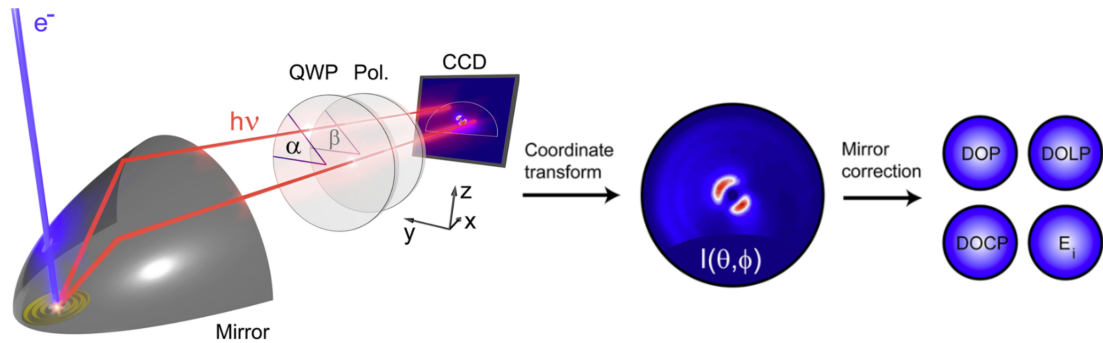 e⁻
hν
Mirror
QWP
Pol.
CCD
α
β
z
x
y
Coordinate
transform
I(θ,ϕ)
Mirror
correction
DOP
DOLP
DOCP
Eᵢ